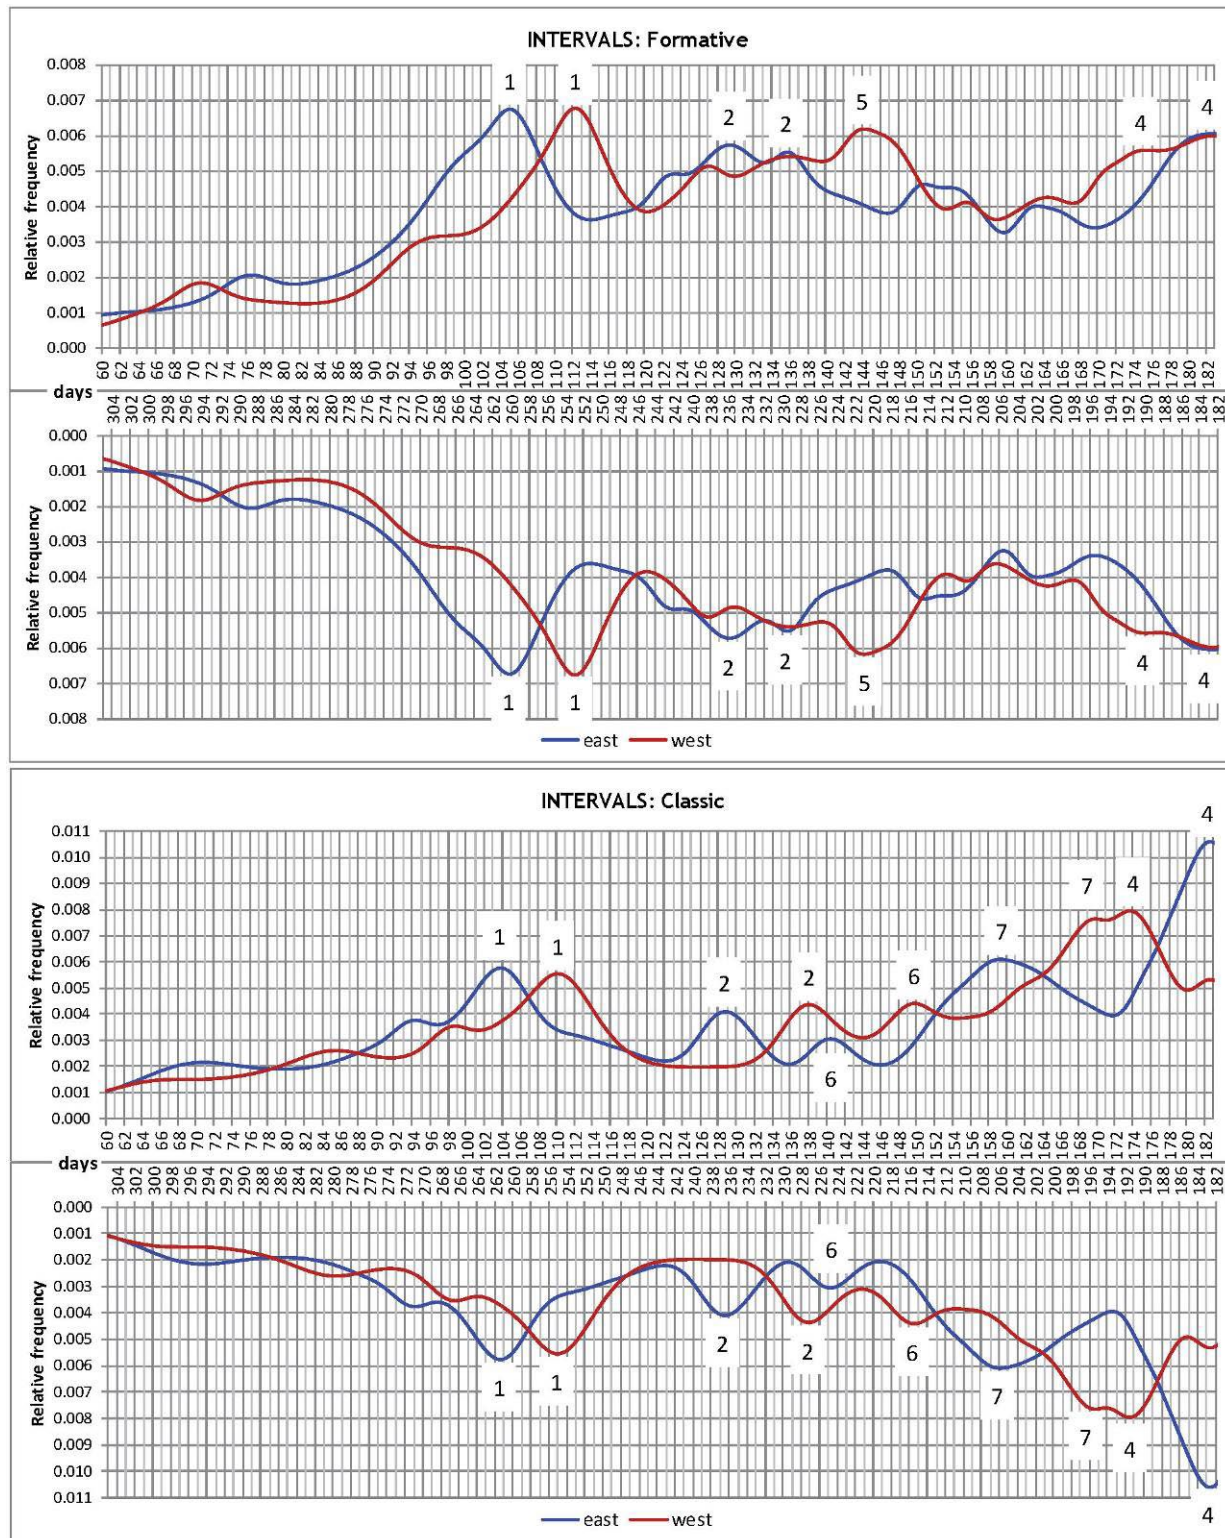 INTERVALS: Formative
0.008
0.007
0.006
0.005
0.004
0.003
0.002
0.001
0.000
Relative frequency
1 1 2 2 5 4 4
60 62 64 66 68 70 72 74 76 78 80 82 84 86 88 90 92 94 96 98 100 102 104 106 108 110 112 114 116 118 120 122 124 126 128 130 132 134 136 138 140 142 144 146 148 150 152 154 156 158 160 162 164 166 168 170 172 174 176 178 180 182
days
304 302 300 298 296 294 292 290 288 286 284 282 280 278 276 274 272 270 268 266 264 262 260 258 256 254 252 250 248 246 244 242 240 238 236 234 232 230 228 226 224 222 220 218 216 214 212 210 208 206 204 202 200 198 196 194 192 190 188 186 184 182
0.000
0.001
0.002
0.003
0.004
0.005
0.006
0.007
0.008
Relative frequency
1 1 2 2 5 4 4
east west
INTERVALS: Classic
0.011
0.010
0.009
0.008
0.007
0.006
0.005
0.004
0.003
0.002
0.001
0.000
Relative frequency
1 1 2 2 6 6 7 7 4 4
60 62 64 66 68 70 72 74 76 78 80 82 84 86 88 90 92 94 96 98 100 102 104 106 108 110 112 114 116 118 120 122 124 126 128 130 132 134 136 138 140 142 144 146 148 150 152 154 156 158 160 162 164 166 168 170 172 174 176 178 180 182
days
304 302 300 298 296 294 292 290 288 286 284 282 280 278 276 274 272 270 268 266 264 262 260 258 256 254 252 250 248 246 244 242 240 238 236 234 232 230 228 226 224 222 220 218 216 214 212 210 208 206 204 202 200 198 196 194 192 190 188 186 184 182
0.000
0.001
0.002
0.003
0.004
0.005
0.006
0.007
0.008
0.009
0.010
0.011
Relative frequency
1 1 2 2 6 6 7 7 4 4
east west